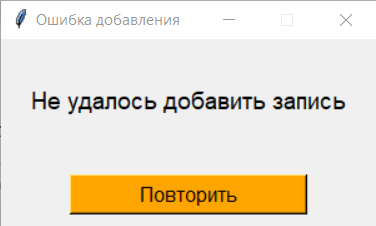 Ошибка добавления
Не удалось добавить запись
Повторить